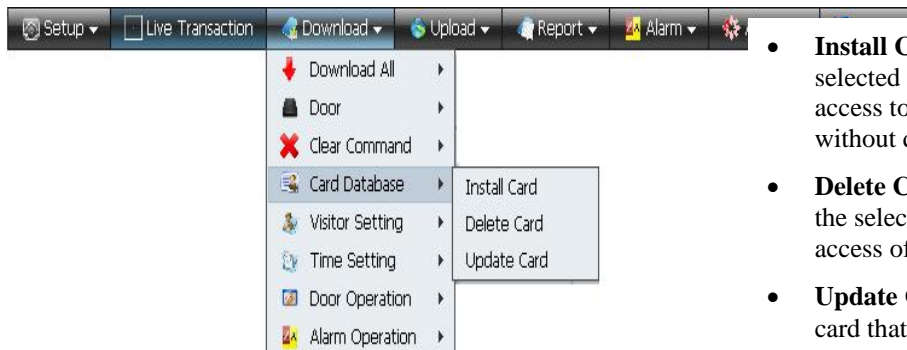 Setup Live Transaction Download Upload Report Alarm
Download All
Door
Clear Command
Card Database
Visitor Setting
Time Setting
Door Operation
Alarm Operation
Install Card
Delete Card
Update Card
• Install
selected
access to
without
• Delete
the
access
• Update
card that